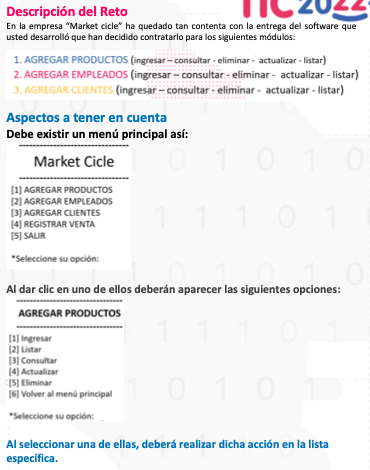 TIC 2022
Descripción del Reto
En la empresa “Market cicle” ha quedado tan contenta con la entrega del software que
usted desarrolló que han decidido contratarlo para los siguientes módulos:
1. AGREGAR PRODUCTOS (ingresar – consultar - eliminar - actualizar - listar)
2. AGREGAR EMPLEADOS (ingresar – consultar - eliminar - actualizar - listar)
3. AGREGAR CLIENTES (ingresar – consultar - eliminar - actualizar - listar)
Aspectos a tener en cuenta
Debe existir un menú principal así:
Market Cicle
[1] AGREGAR PRODUCTOS
[2] AGREGAR EMPLEADOS
[3] AGREGAR CLIENTES
[4] REGISTRAR VENTA
[5] SALIR
*Seleccione su opción:
Al dar clic en uno de ellos deberán aparecer las siguientes opciones:
AGREGAR PRODUCTOS
[1] Ingresar
[2] Listar
[3] Consultar
[4] Actualizar
[5] Eliminar
[6] Volver al menú principal
*Seleccione su opción:
Al seleccionar una de ellas, deberá realizar dicha acción en la lista
específica.